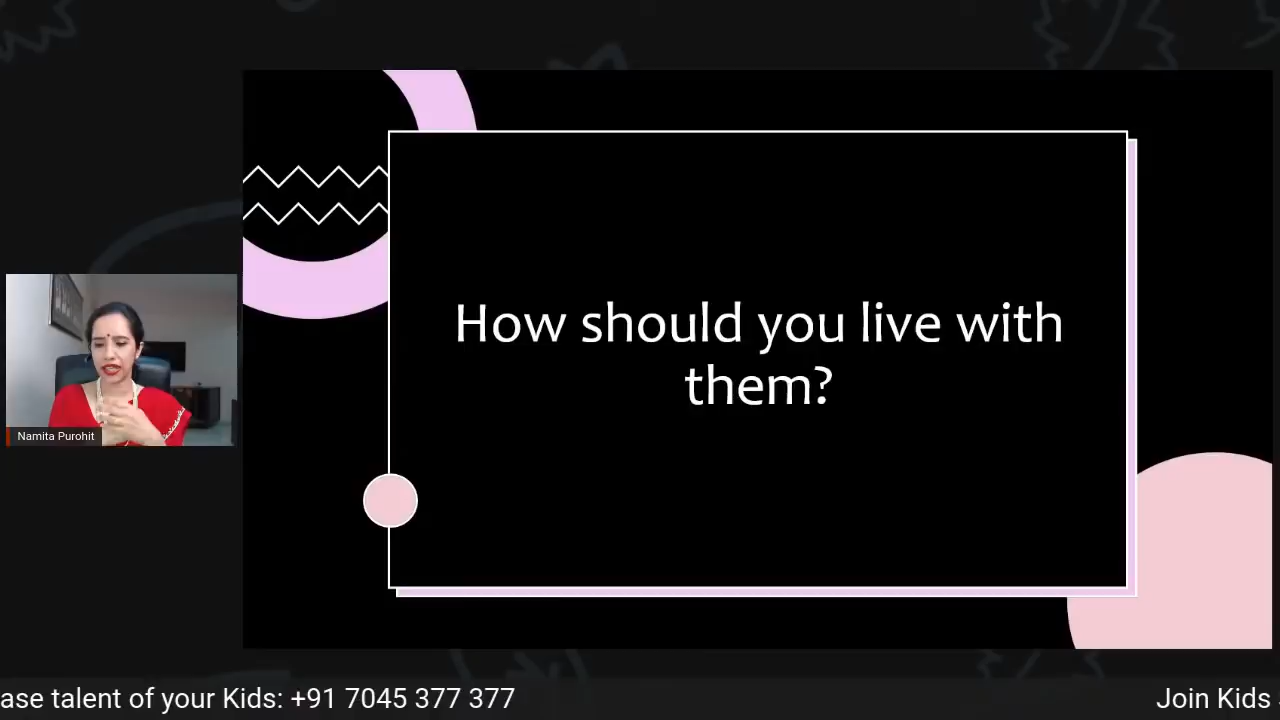 How should you live with
them?
Namita Purohit
ase talent of your Kids: +91 7045 377 377
Join Kids